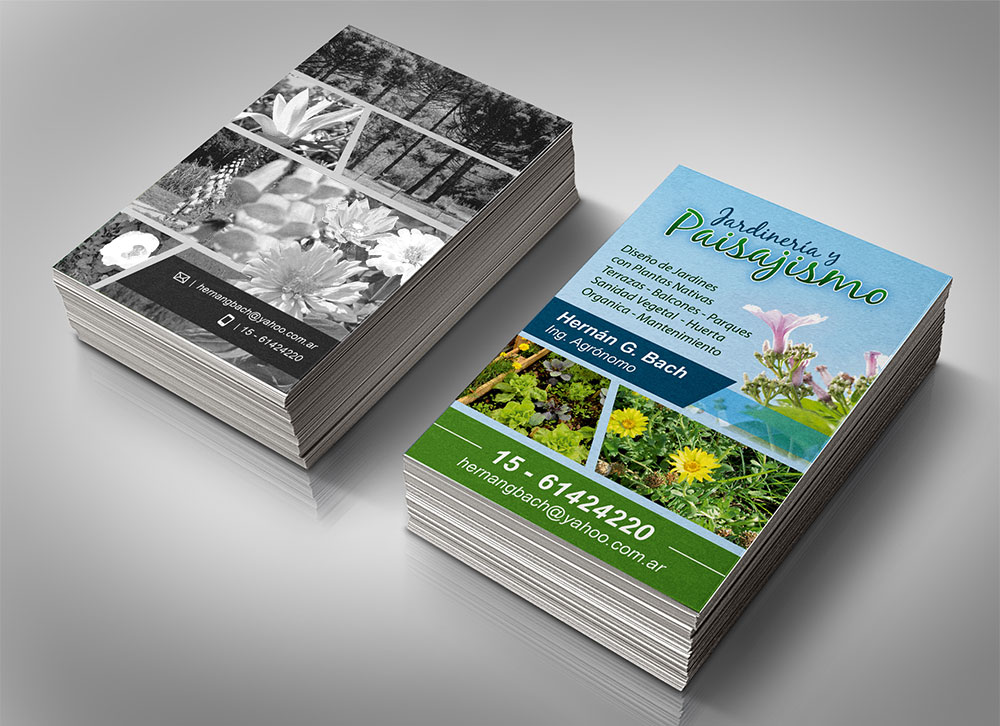 hernangbach@yahoo.com.ar
15 - 61424220
Jardinería y
Paisajismo
Diseño de Jardines
con Plantas Nativas
Terrazas - Balcones - Parques
Sanidad Vegetal - Huerta
Organica - Mantenimiento
Hernán G. Bach
Ing. Agrónomo
15 - 61424220
hernangbach@yahoo.com.ar